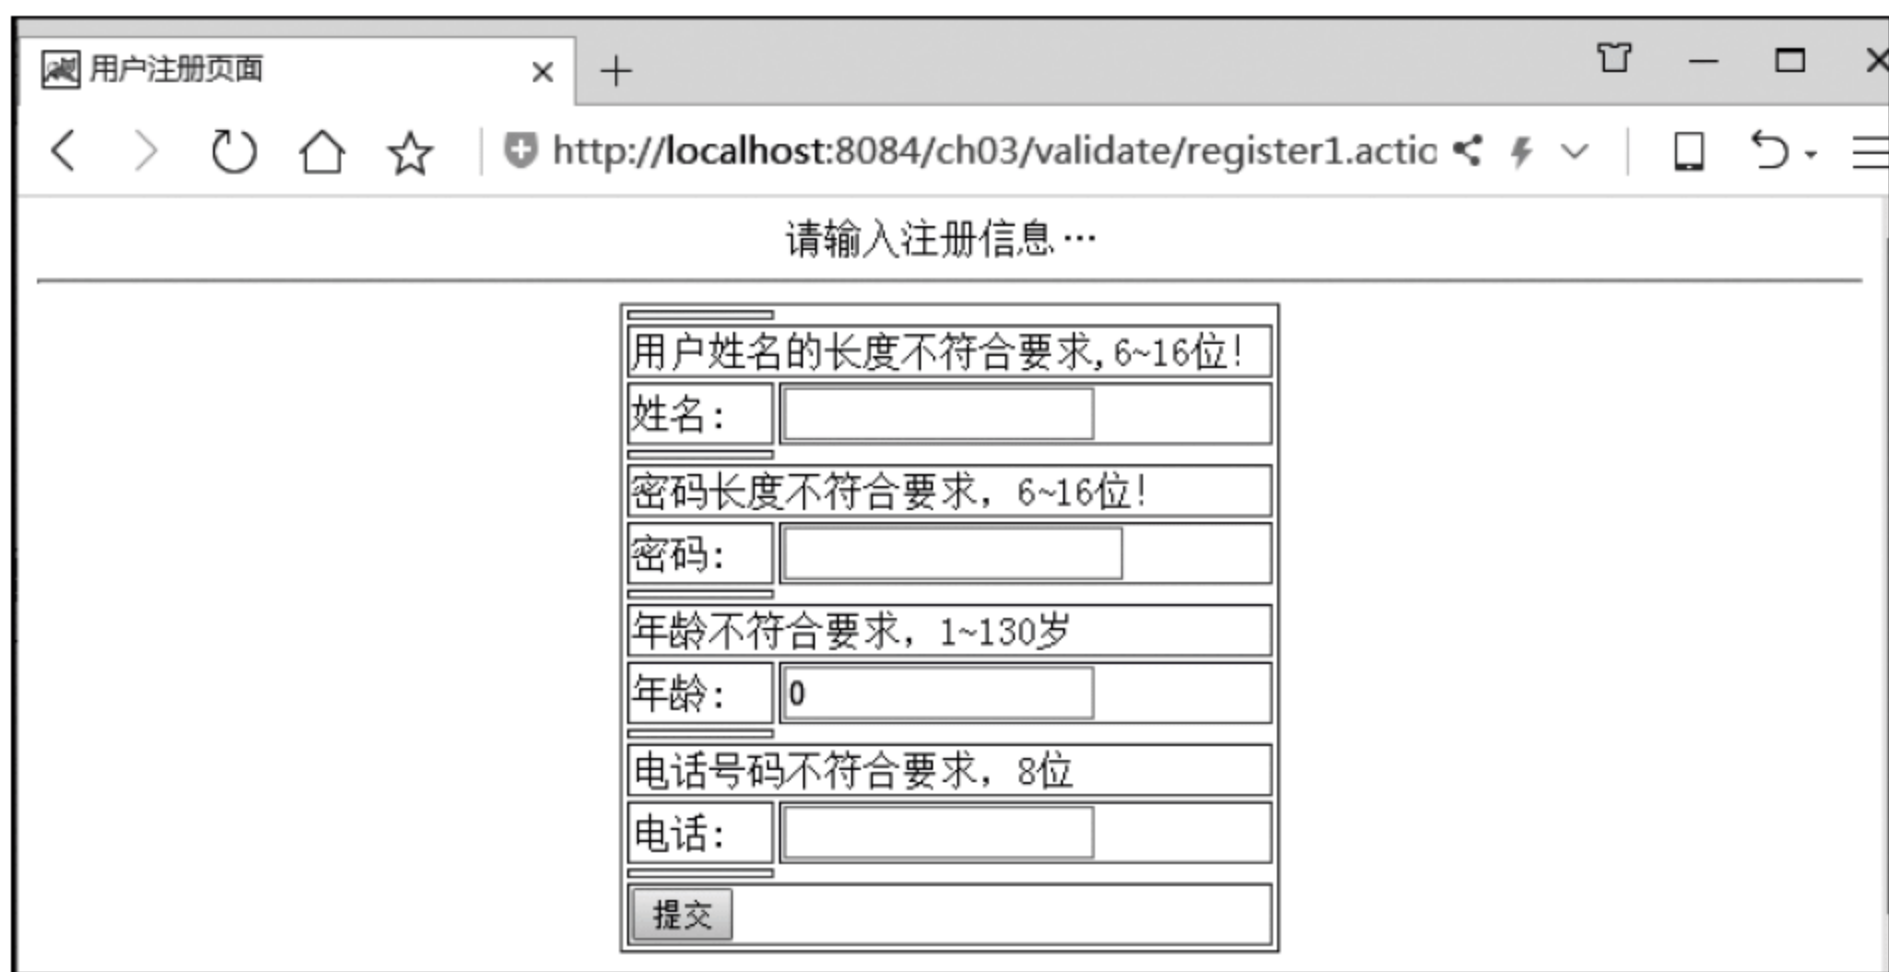 用户注册页面
http://localhost:8084/ch03/validate/register1.actic
请输入注册信息…
用户姓名的长度不符合要求,6~16位!
姓名:
密码长度不符合要求，6~16位!
密码:
年龄不符合要求，1~130岁
年龄: 0
电话号码不符合要求，8位
电话:
提交